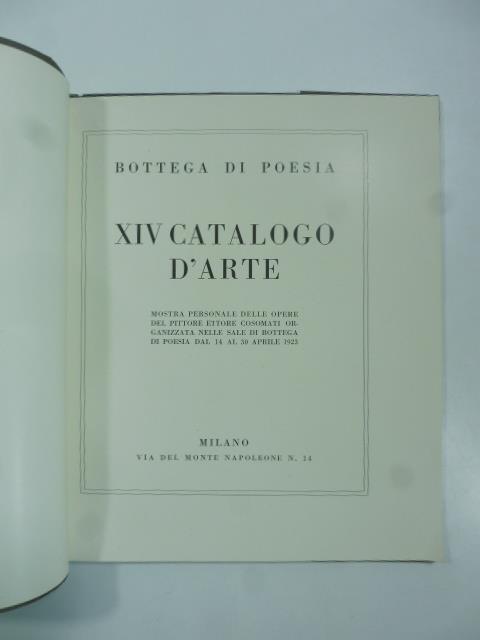 BOTTEGA DI POESIA
XIV CATALOGO
D'ARTE
MOSTRA PERSONALE DELLE OPERE
DEL PITTORE ETTORE COSOMATI OR-
GANIZZATA NELLE SALE DI BOTTEGA
DI POESIA DAL 14 AL 30 APRILE 1923
MILANO
VIA DEL MONTE NAPOLEONE N. 14